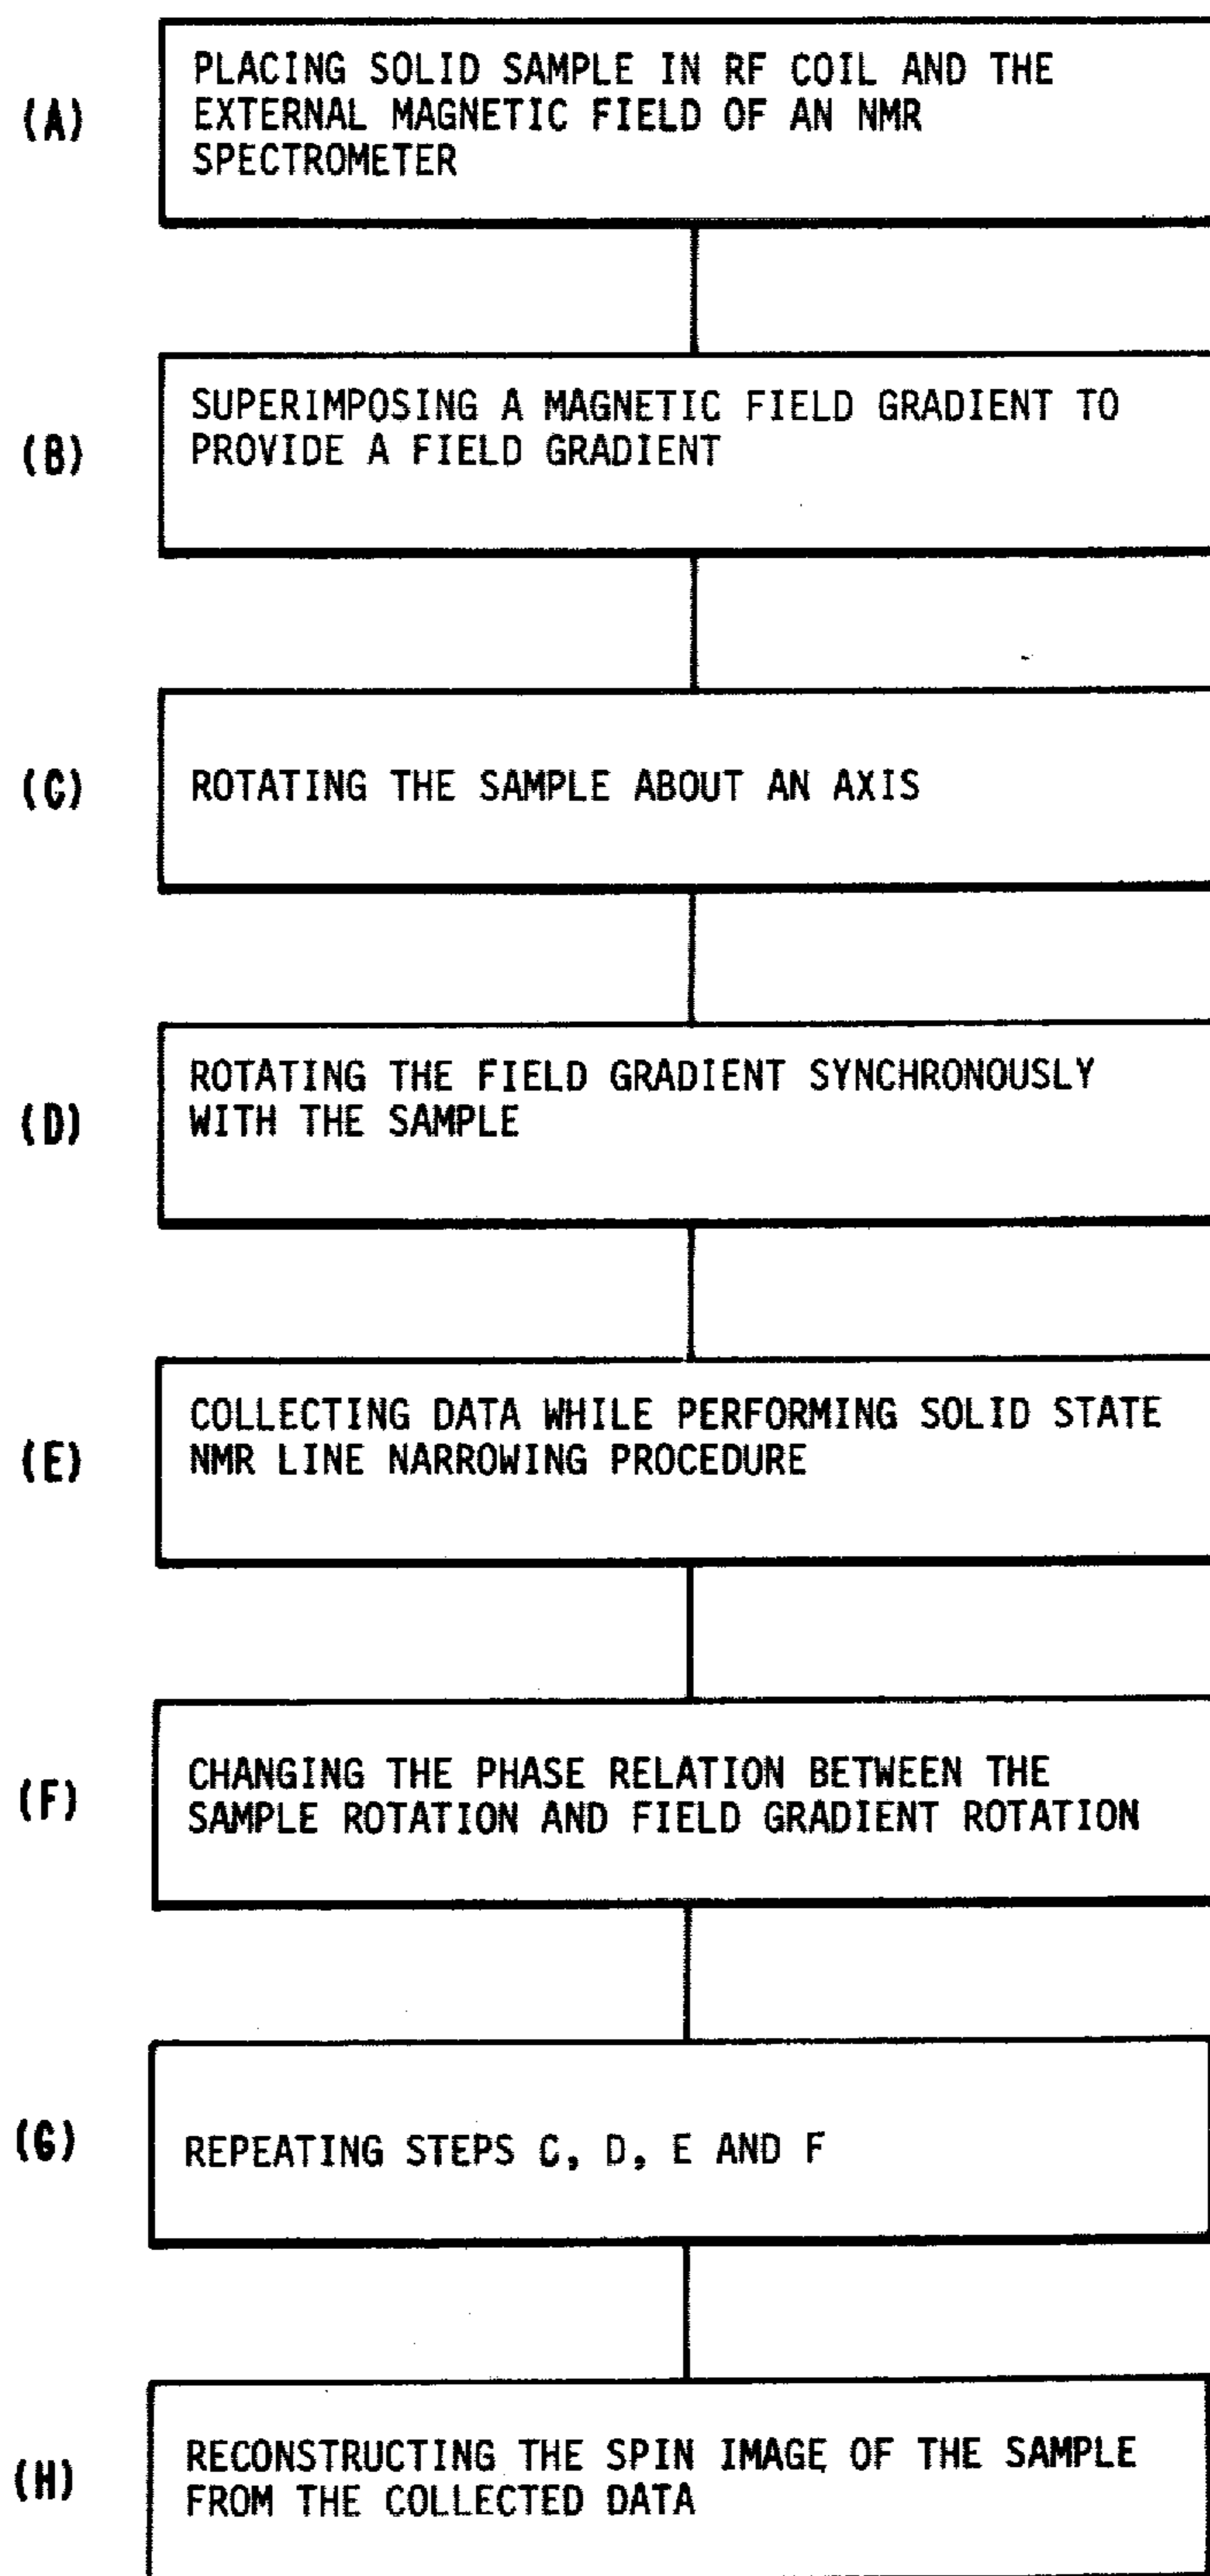 (A)
PLACING SOLID SAMPLE IN RF COIL AND THE
EXTERNAL MAGNETIC FIELD OF AN NMR
SPECTROMETER
(B)
SUPERIMPOSING A MAGNETIC FIELD GRADIENT TO
PROVIDE A FIELD GRADIENT
(C)
ROTATING THE SAMPLE ABOUT AN AXIS
(D)
ROTATING THE FIELD GRADIENT SYNCHRONOUSLY
WITH THE SAMPLE
(E)
COLLECTING DATA WHILE PERFORMING SOLID STATE
NMR LINE NARROWING PROCEDURE
(F)
CHANGING THE PHASE RELATION BETWEEN THE
SAMPLE ROTATION AND FIELD GRADIENT ROTATION
(G)
REPEATING STEPS C, D, E AND F
(H)
RECONSTRUCTING THE SPIN IMAGE OF THE SAMPLE
FROM THE COLLECTED DATA